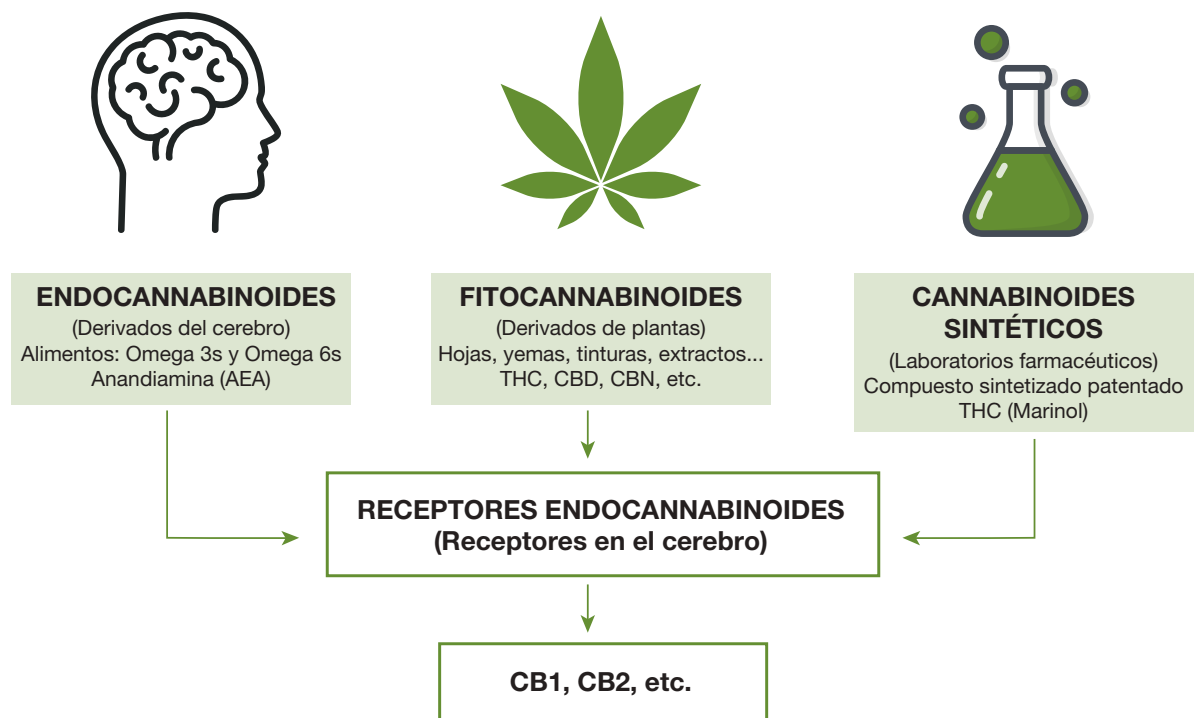 ENDOCANNABINOIDES
(Derivados del cerebro)
Alimentos: Omega 3s y Omega 6s
Anandiamina (AEA)
FITOCANNABINOIDES
(Derivados de plantas)
Hojas, yemas, tinturas, extractos...
THC, CBD, CBN, etc.
CANNABINOIDES
SINTÉTICOS
(Laboratorios farmacéuticos)
Compuesto sintetizado patentado
THC (Marinol)
RECEPTORES ENDOCANNABINOIDES
(Receptores en el cerebro)
CB1, CB2, etc.